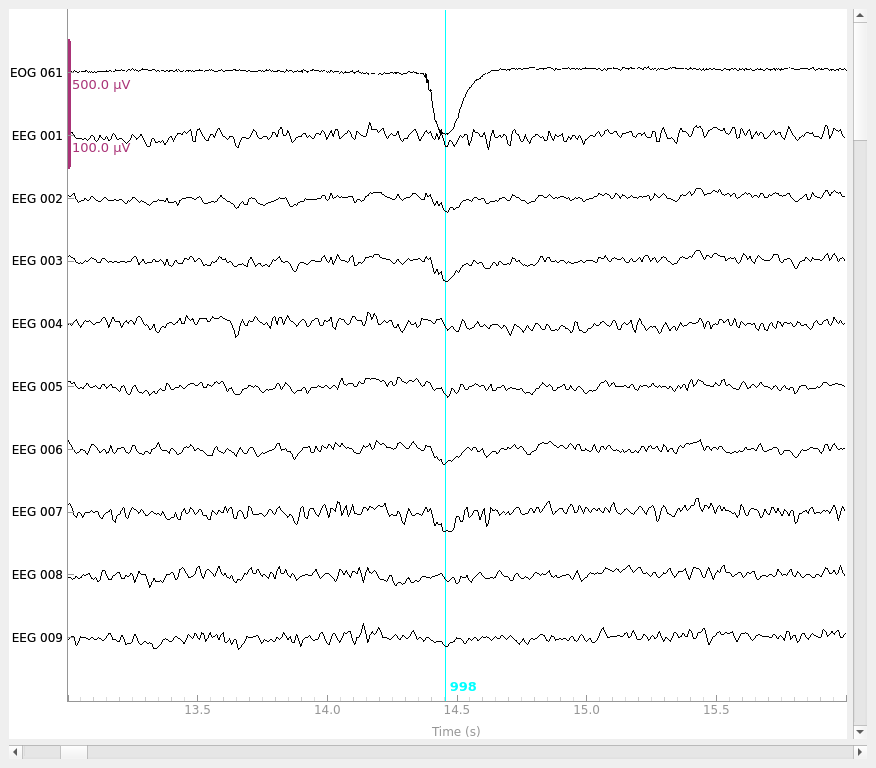 EOG 061
500.0 µV
EEG 001
100.0 µV
EEG 002
EEG 003
EEG 004
EEG 005
EEG 006
EEG 007
EEG 008
EEG 009
998
13.5 14.0 14.5 15.0 15.5
Time (s)